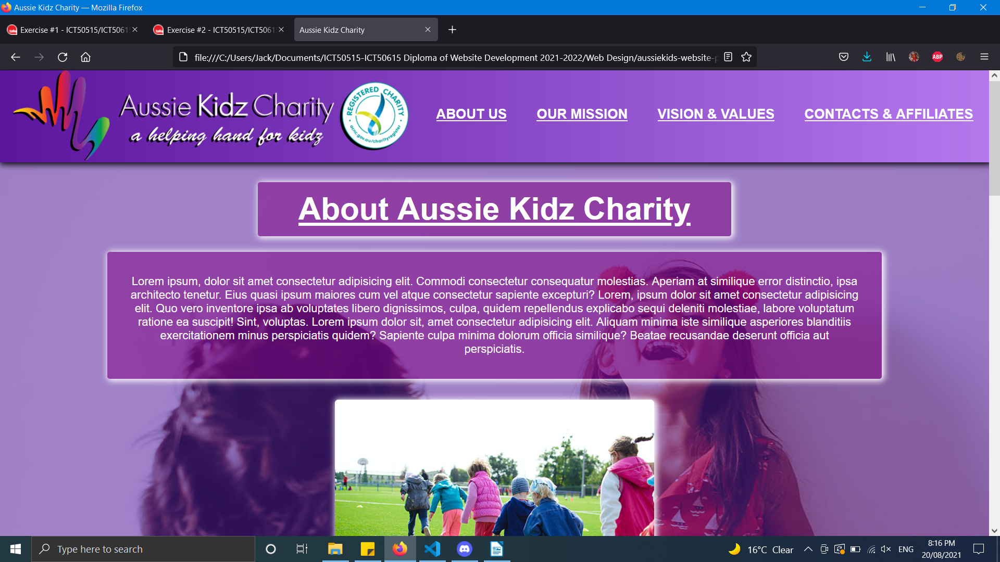 Aussie Kidz Charity — Mozilla Firefox
Exercise #1 - ICT50515/ICT5061
Exercise #2 - ICT50515/ICT5061
Aussie Kidz Charity
file:///C:/Users/Jack/Documents/ICT50515-ICT50615 Diploma of Website Development 2021-2022/Web Design/aussiekids-website-p
ABP
Aussie Kidz Charity
a helping hand for kidz
REGISTERED CHARITY
acnc.gov.au/charityregister
ABOUT US
OUR MISSION
VISION & VALUES
CONTACTS & AFFILIATES
About Aussie Kidz Charity
Lorem ipsum, dolor sit amet consectetur adipisicing elit. Commodi consectetur consequatur molestias. Aperiam at similique error distinctio, ipsa
architecto tenetur. Eius quasi ipsum maiores cum vel atque consectetur sapiente excepturi? Lorem, ipsum dolor sit amet consectetur adipisicing
elit. Quo vero inventore ipsa ab voluptates libero dignissimos, culpa, quidem repellendus explicabo sequi deleniti molestiae, labore voluptatum
ratione ea suscipit! Sint, voluptas. Lorem ipsum dolor sit, amet consectetur adipisicing elit. Aliquam minima iste similique asperiores blanditiis
exercitationem minus perspiciatis quidem? Sapiente culpa minima dolorum officia similique? Beatae recusandae deserunt officia aut
perspiciatis.
Type here to search
16°C Clear
ENG
8:16 PM
20/08/2021